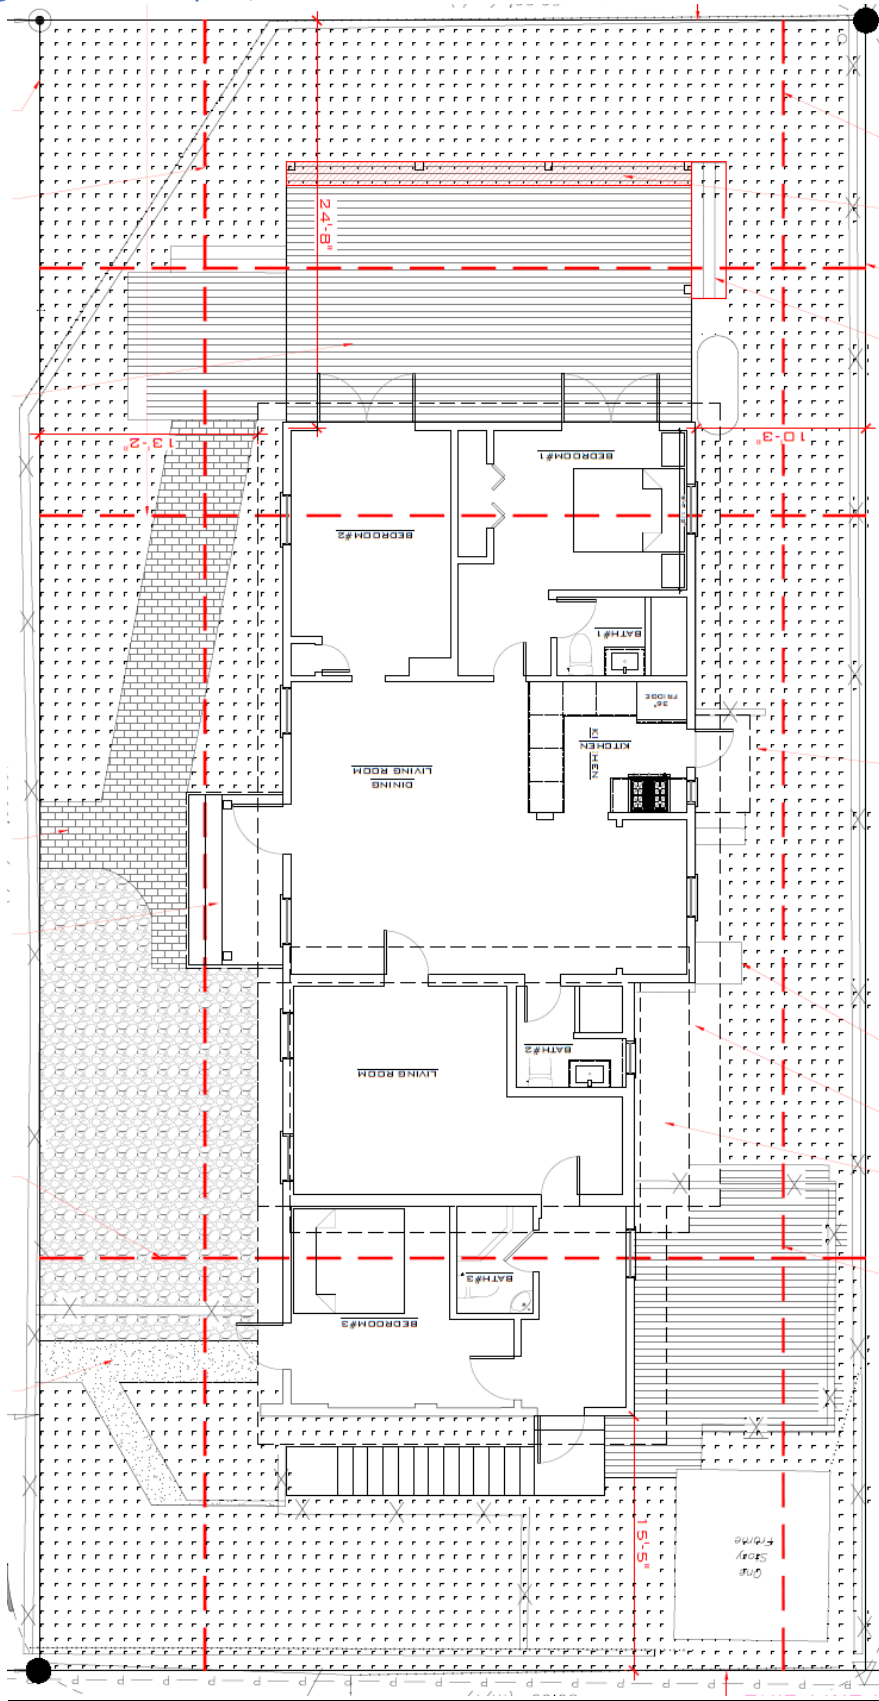 24'-8"
13'-2"
10'-3"
BEDROOM#1
BEDROOM#2
BATH#1
36"
FRIDGE
KITCHEN
KITCHEN
DINING
LIVING ROOM
LIVING ROOM
BATH#2
BATH#3
BEDROOM#3
15'-5"
One
Story
Frame